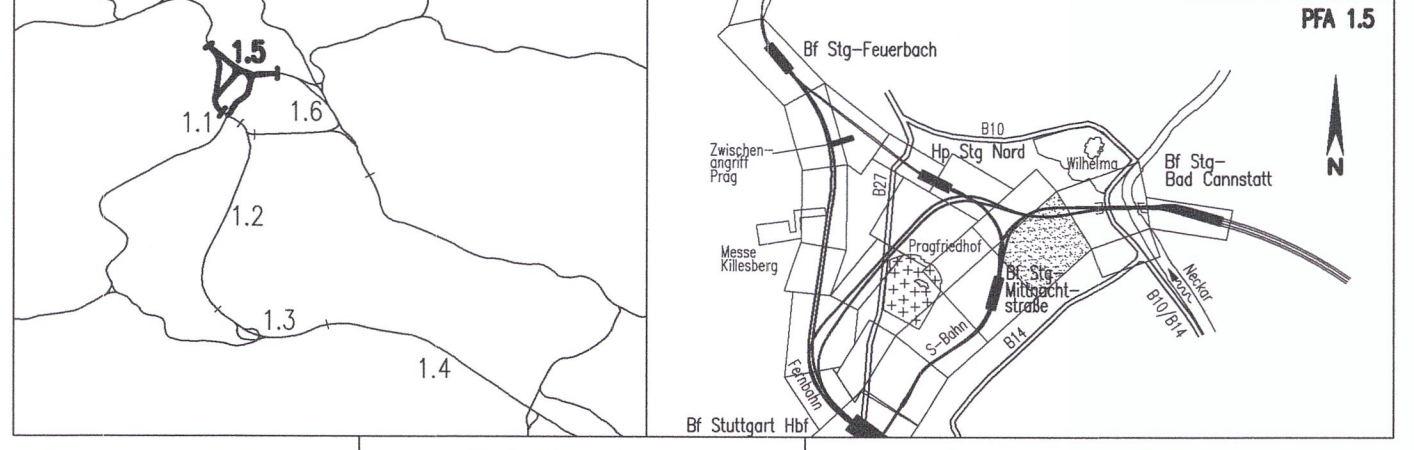 1.5
1.1
1.6
1.2
1.3
1.4
PFA 1.5
Bf Stg-Feuerbach
B10
Zwischen-
angriff
Prag
Hp Stg Nord
Wilhelma
Bf Stg-
Bad Cannstatt
N
B27
Messe
Killesberg
Pragfriedhof
Bf Stg-
Mittnacht-
straße
Neckar
B10/B14
S-Bahn
B14
Fernbahn
Bf Stuttgart Hbf